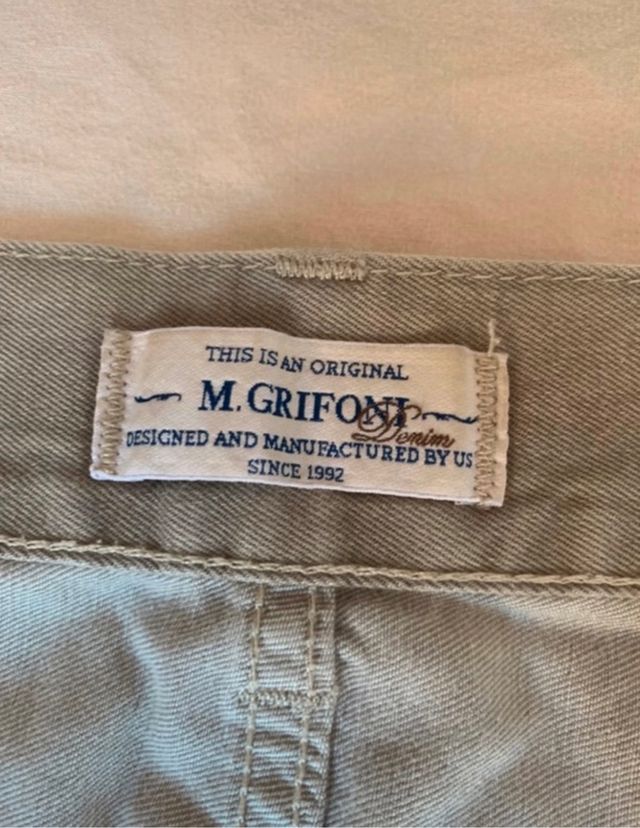 THIS IS AN ORIGINAL
M. GRIFONI
Denim
DESIGNED AND MANUFACTURED BY US
SINCE 1992